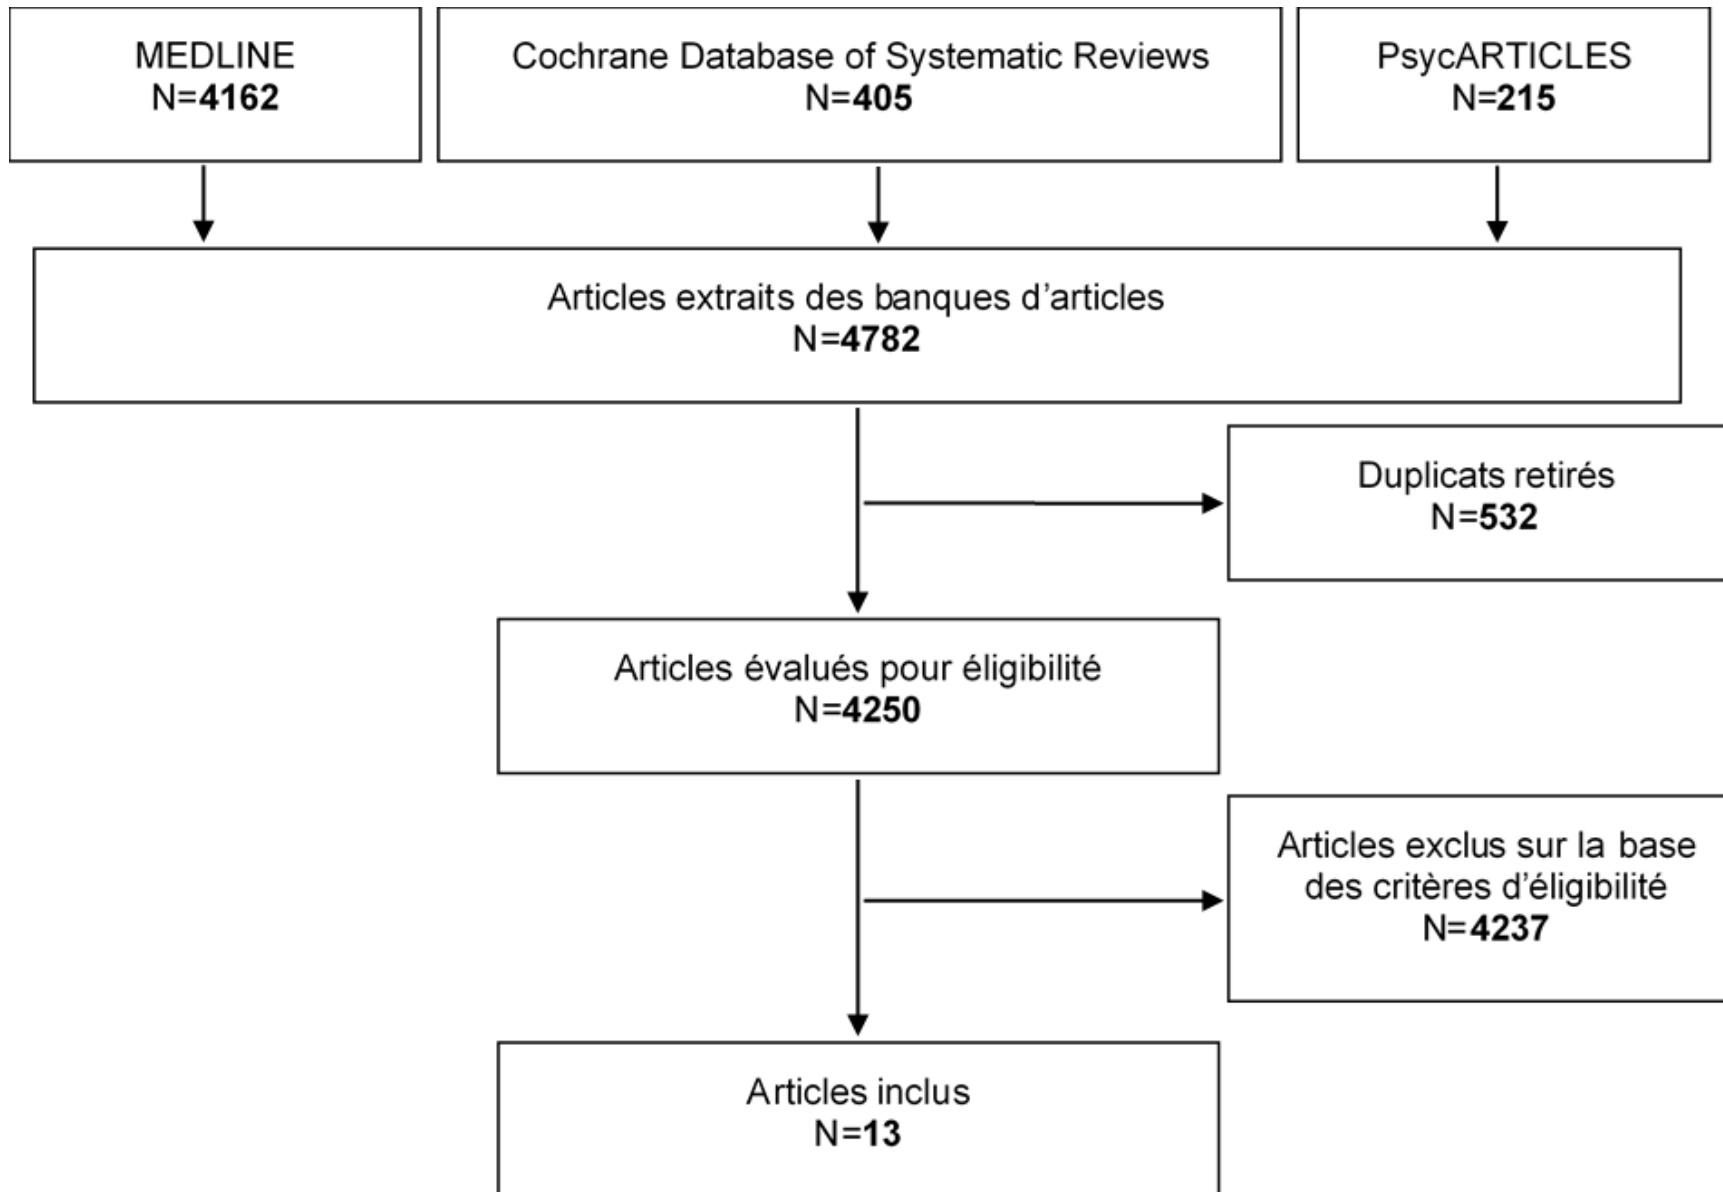 MEDLINE
N=4162
Cochrane Database of Systematic Reviews
N=405
PsycARTICLES
N=215
Articles extraits des banques d’articles
N=4782
Duplicats retirés
N=532
Articles évalués pour éligibilité
N=4250
Articles exclus sur la base
des critères d’éligibilité
N=4237
Articles inclus
N=13